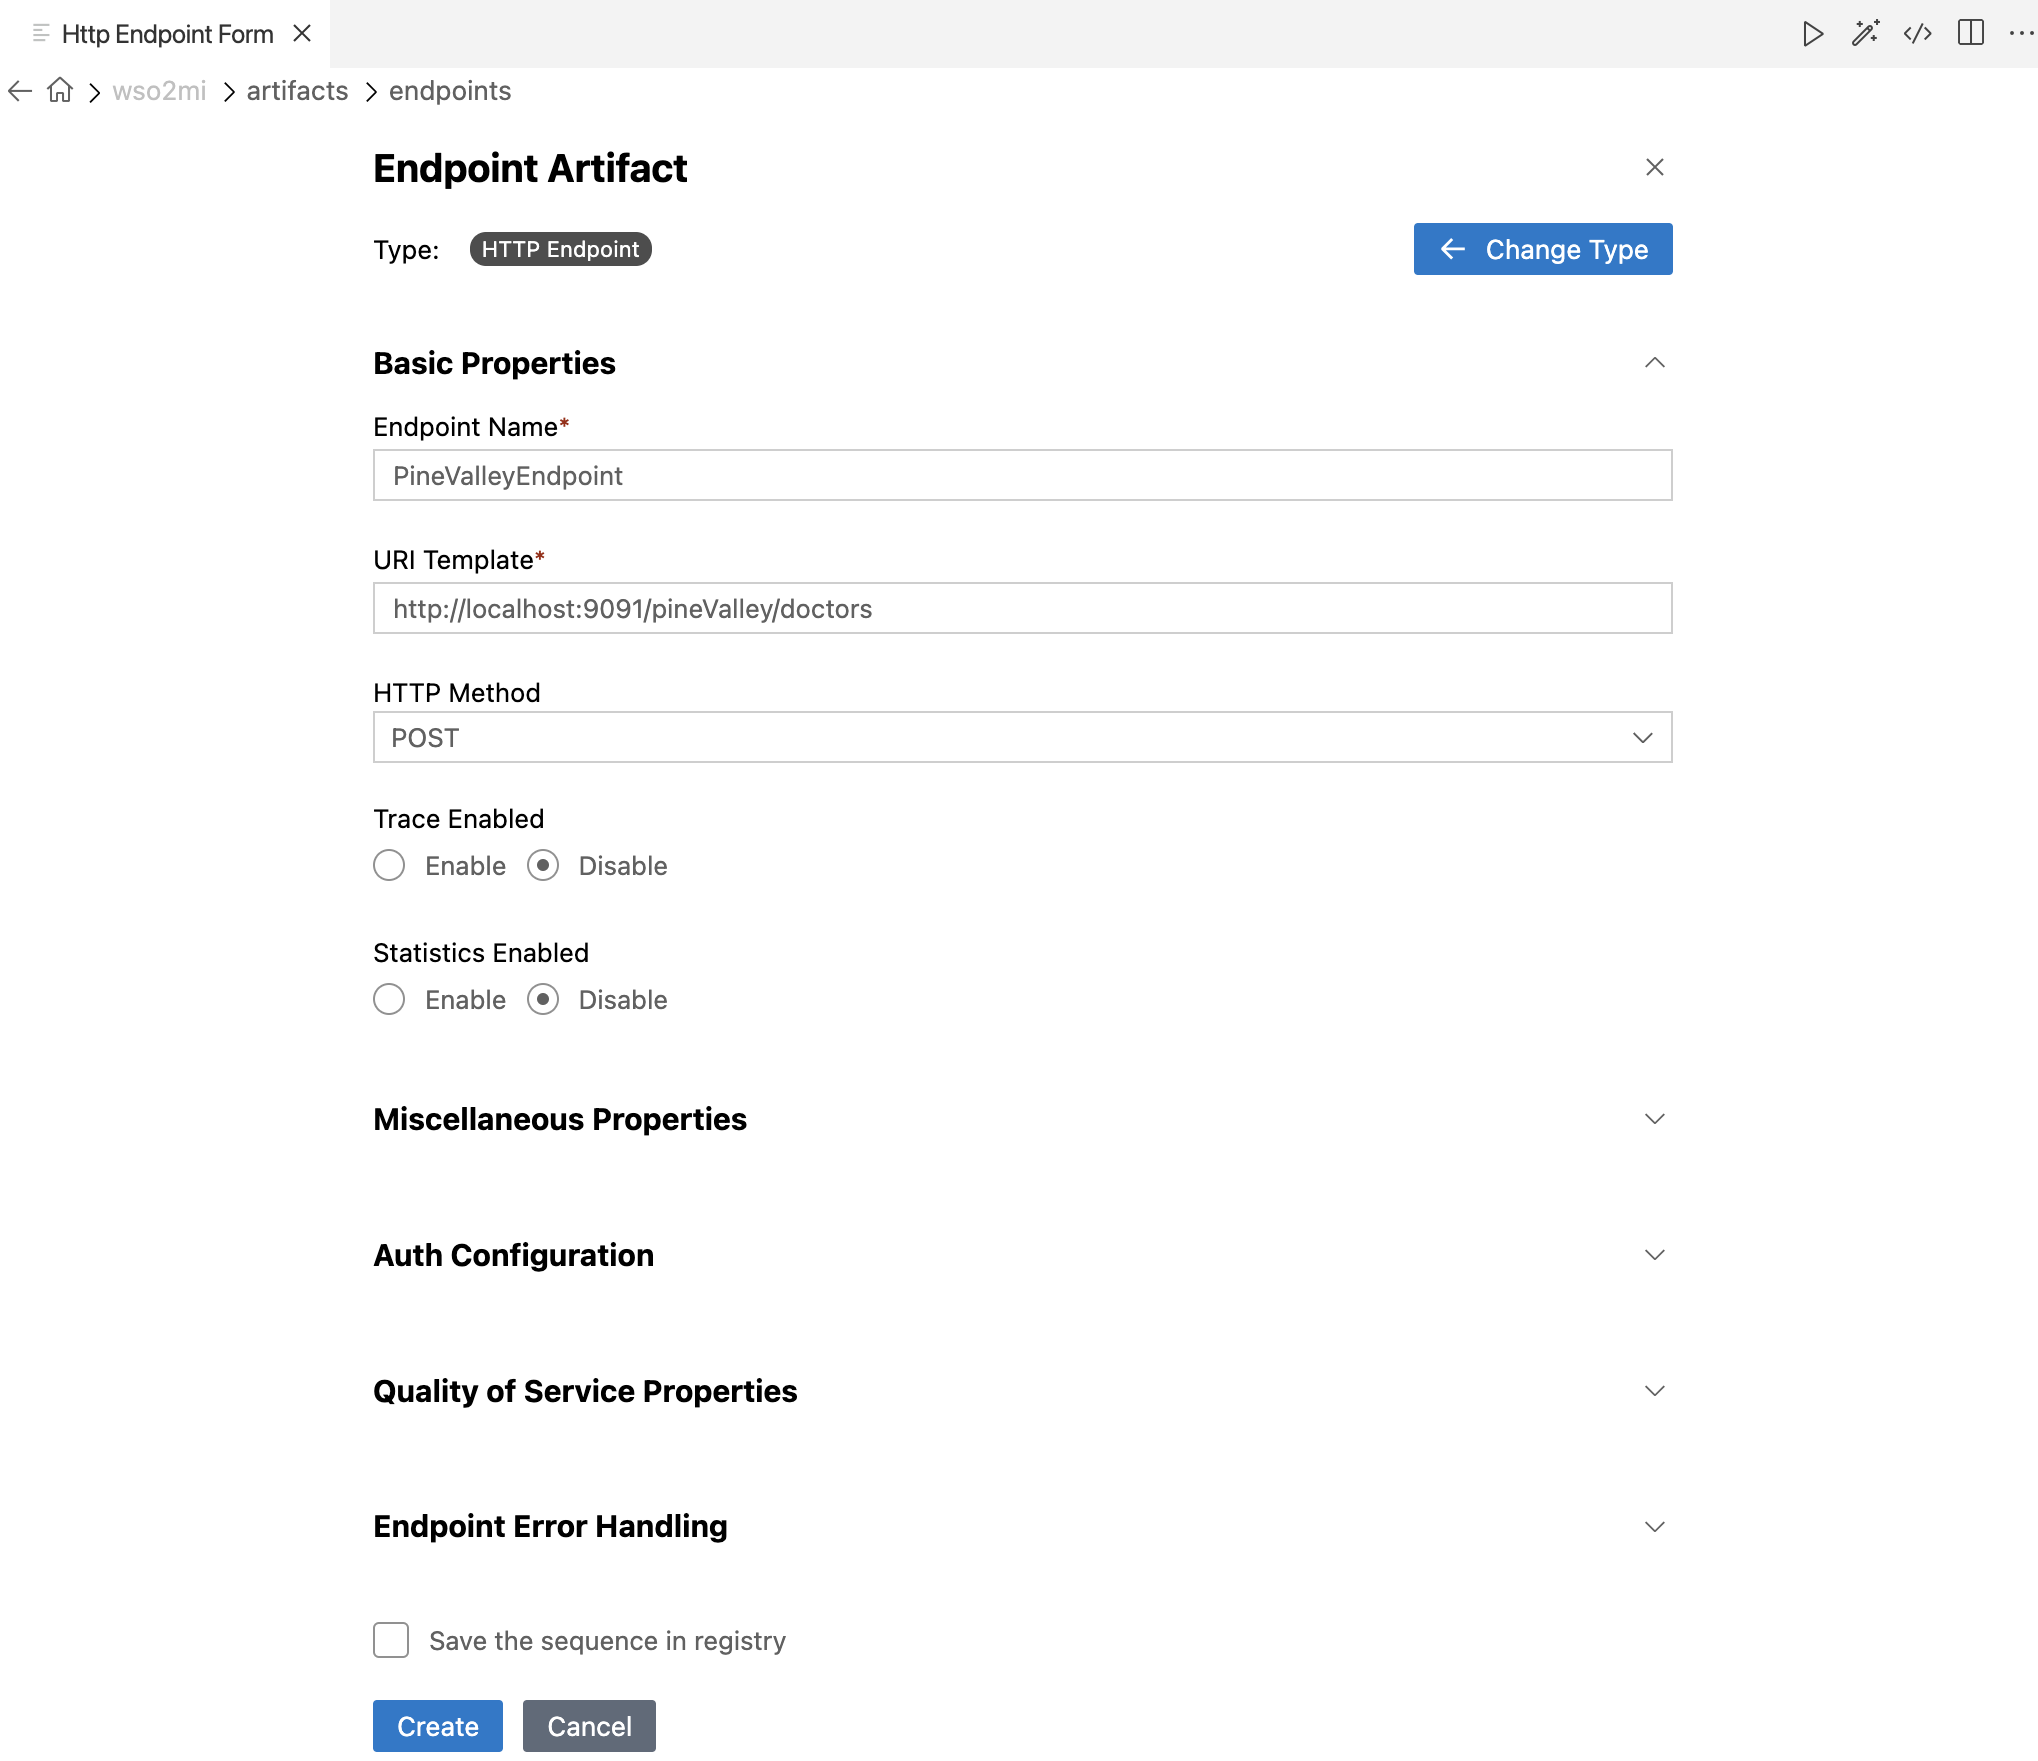 Http Endpoint Form
wso2mi > artifacts > endpoints
Endpoint Artifact
Type: HTTP Endpoint
Change Type
Basic Properties
Endpoint Name*
PineValleyEndpoint
URI Template*
http://localhost:9091/pineValley/doctors
HTTP Method
POST
Trace Enabled
Enable Disable
Statistics Enabled
Enable Disable
Miscellaneous Properties
Auth Configuration
Quality of Service Properties
Endpoint Error Handling
Save the sequence in registry
Create Cancel